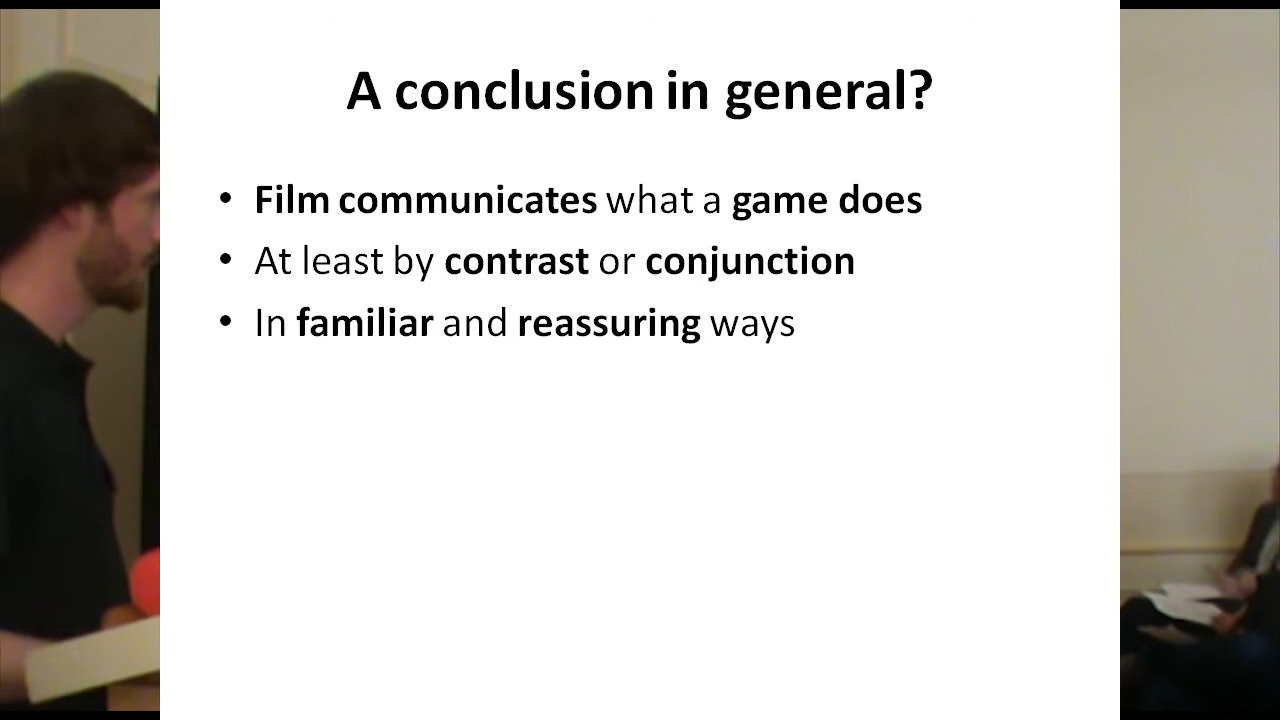 A conclusion in general?
• Film communicates what a game does
• At least by contrast or conjunction
• In familiar and reassuring ways